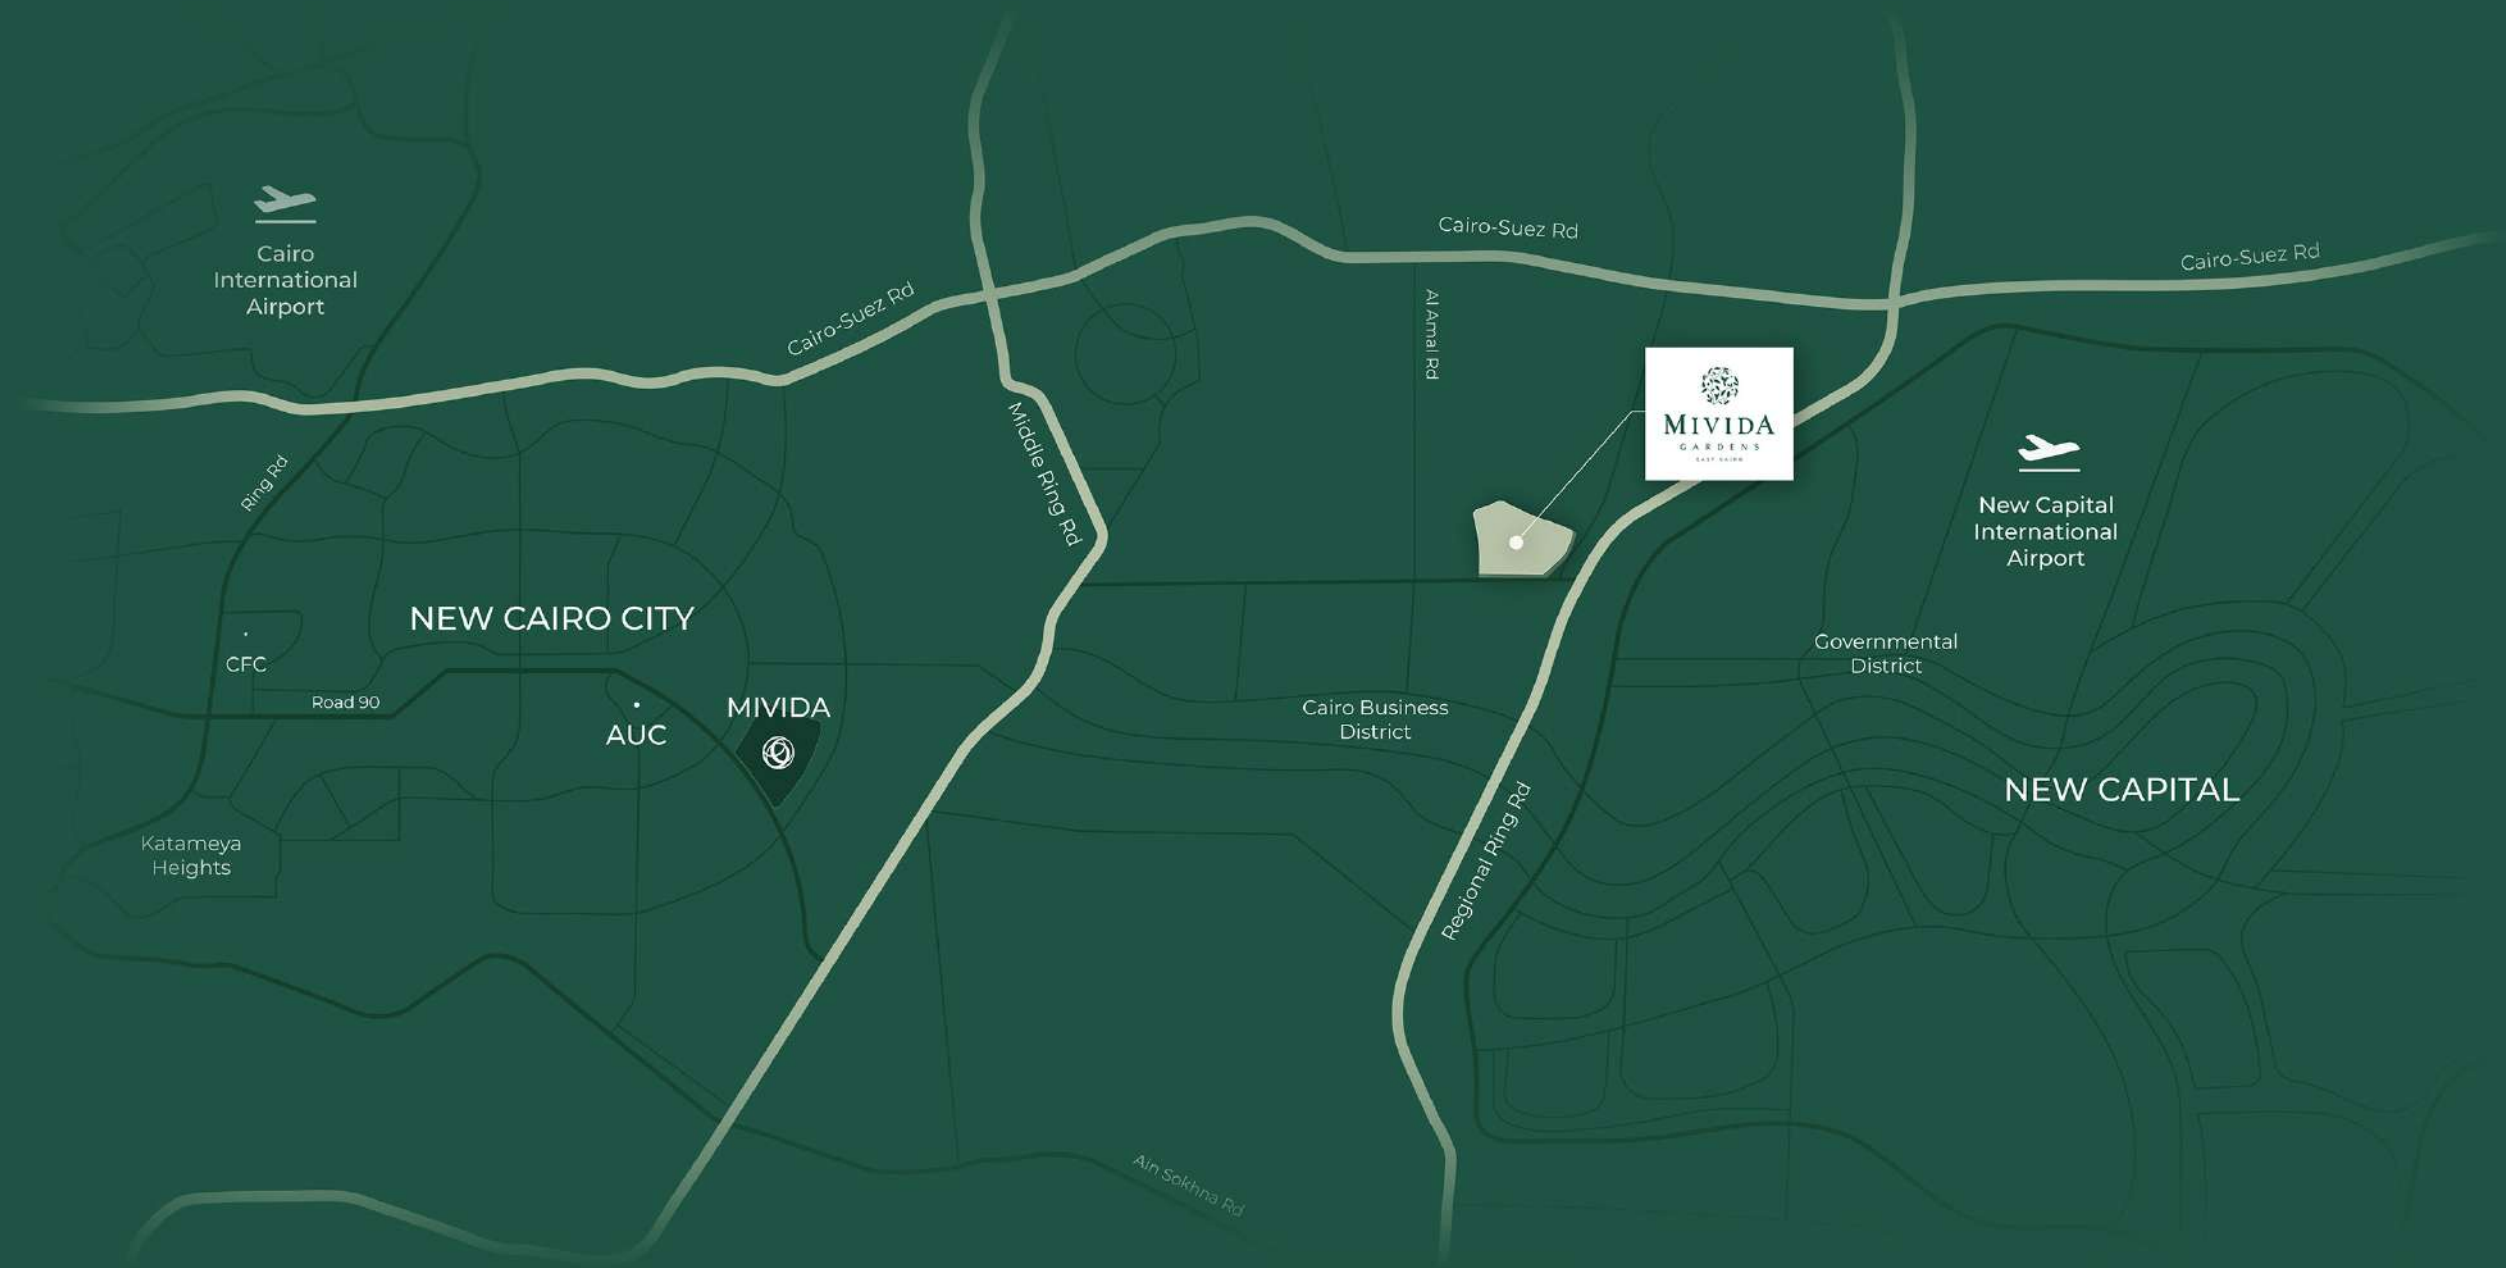 Cairo
International
Airport
Cairo-Suez Rd
Cairo-Suez Rd
Cairo-Suez Rd
Al Amal Rd
MIVIDA
GARDENS
EAST CAIRO
Middle Ring Rd
Ring Rd
New Capital
International
Airport
NEW CAIRO CITY
CFC
Road 90
AUC
MIVIDA
Governmental
District
Cairo Business
District
NEW CAPITAL
Regional Ring Rd
Katameya
Heights
Ain Sokhna Rd